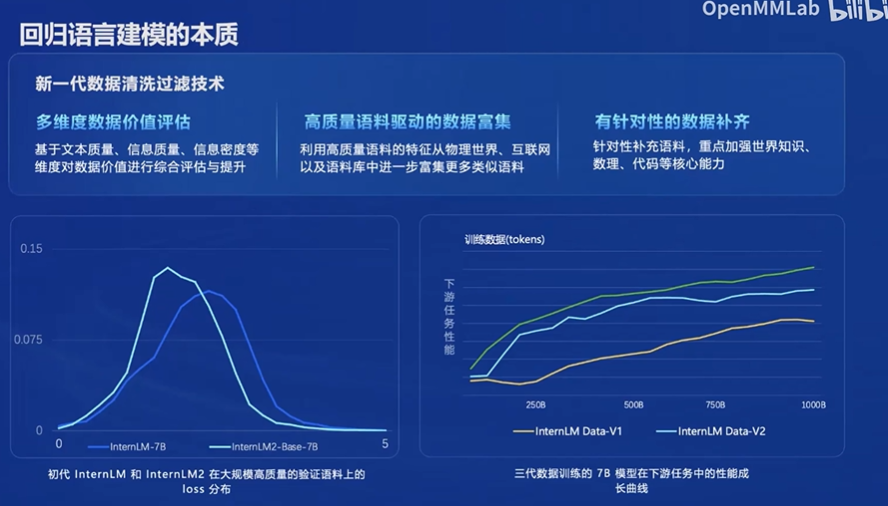 OpenMMLab bilibili
回归语言建模的本质
新一代数据清洗过滤技术
多维度数据价值评估
基于文本质量、信息质量、信息密度等
维度对数据价值进行综合评估与提升
高质量语料驱动的数据富集
利用高质量语料的特征从物理世界、互联网
以及语料库中进一步富集更多类似语料
有针对性的数据补齐
针对性补充语料，重点加强世界知识、
数理、代码等核心能力
0.15
0.075
0
0 5
InternLM-7B InternLM2-Base-7B
初代 InternLM 和 InternLM2 在大规模高质量的验证语料上的
loss 分布
训练数据(tokens)
下游任务性能
250B 500B 750B 1000B
InternLM Data-V1 InternLM Data-V2
三代数据训练的 7B 模型在下游任务中的性能成
长曲线